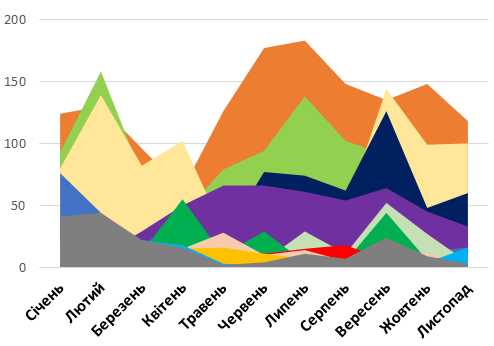 200
150
100
50
0
Січень
Лютий
Березень
Квітень
Травень
Червень
Липень
Серпень
Вересень
Жовтень
Листопад